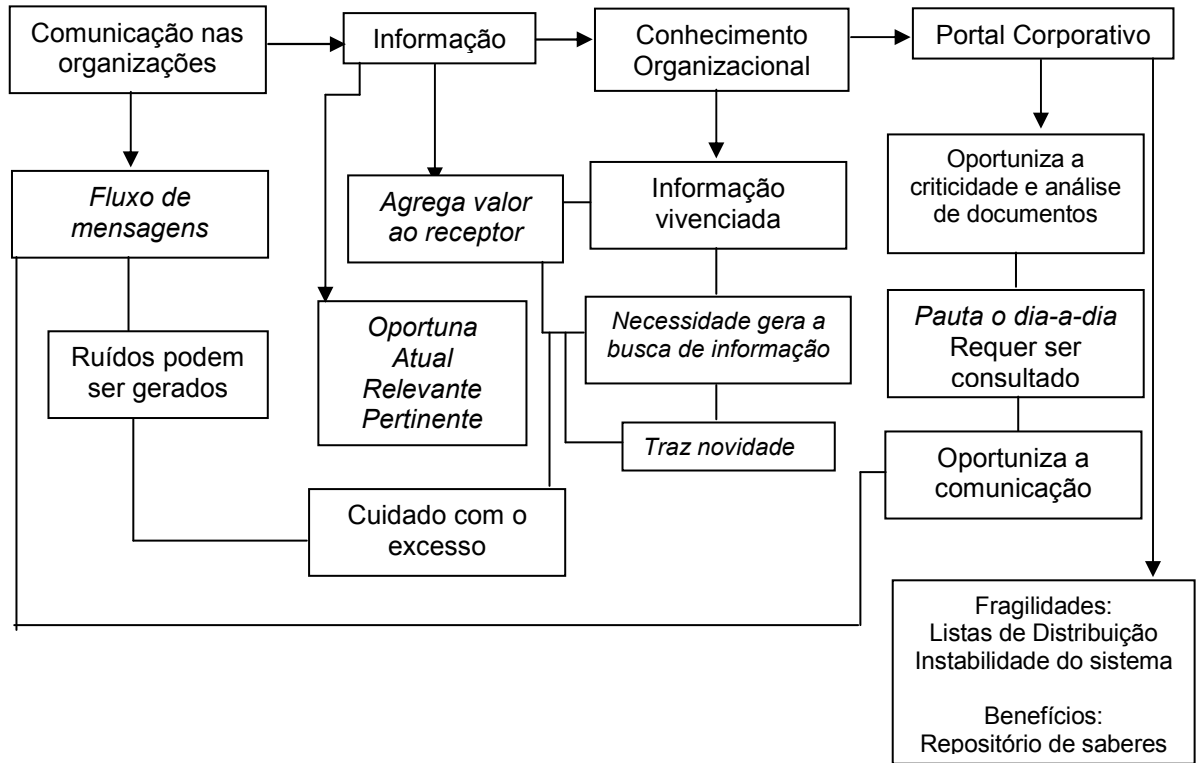 Comunicação nas
organizações
Informação
Conhecimento
Organizacional
Portal Corporativo
Fluxo de
mensagens
Agrega valor
ao receptor
Informação
vivenciada
Oportuniza a
criticidade e análise
de documentos
Ruídos podem
ser gerados
Oportuna
Atual
Relevante
Pertinente
Necessidade gera a
busca de informação
Pauta o dia-a-dia
Requer ser
consultado
Traz novidade
Cuidado com o
excesso
Oportuniza a
comunicação
Fragilidades:
Listas de Distribuição
Instabilidade do sistema
Benefícios:
Repositório de saberes